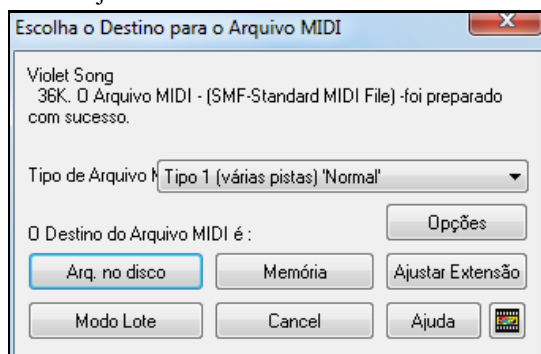 Escolha o Destino para o Arquivo MIDI
Violet Song
36K. O Arquivo MIDI - (SMF-Standard MIDI File) -foi preparado
com sucesso.
Tipo de Arquivo Tipo 1 (várias pistas) 'Normal'
Opções
O Destino do Arquivo MIDI é :
Arq. no disco Memória Ajustar Extensão
Modo Lote Cancel Ajuda